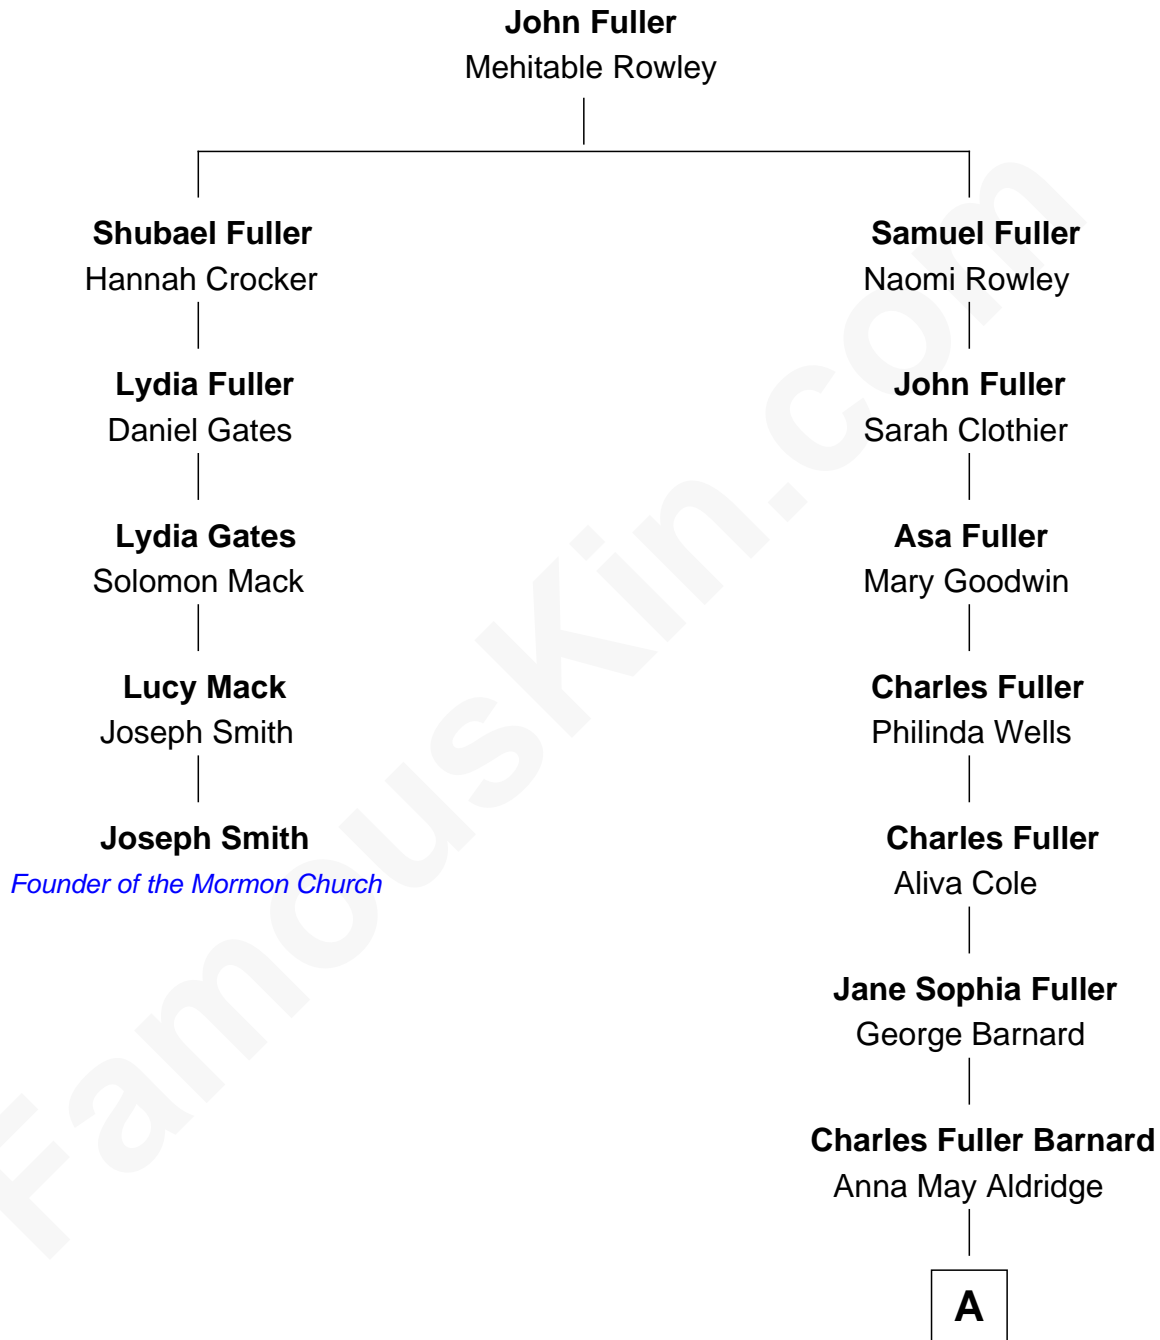 John Fuller
Mehitable Rowley
Shubael Fuller
Hannah Crocker
Samuel Fuller
Naomi Rowley
Lydia Fuller
Daniel Gates
John Fuller
Sarah Clothier
Lydia Gates
Solomon Mack
Asa Fuller
Mary Goodwin
Lucy Mack
Joseph Smith
Charles Fuller
Philinda Wells
Joseph Smith
Founder of the Mormon Church
Charles Fuller
Aliva Cole
Jane Sophia Fuller
George Barnard
Charles Fuller Barnard
Anna May Aldridge
A
FamousKin.com